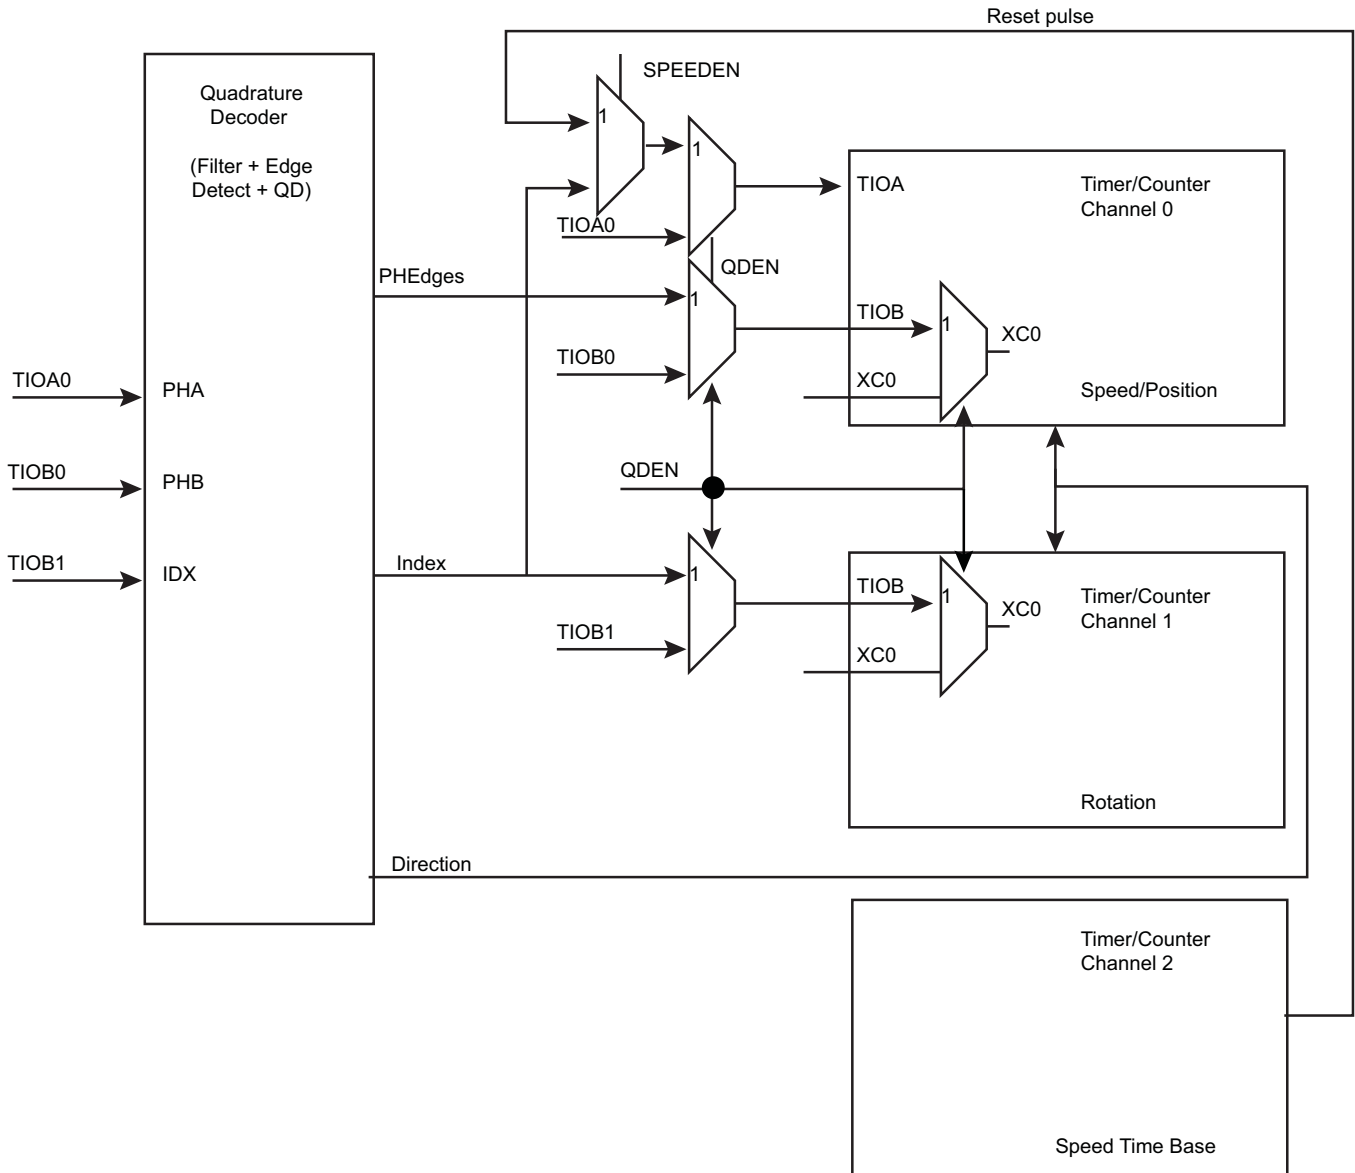 Reset pulse
SPEEDEN
Quadrature
Decoder
(Filter + Edge
Detect + QD)
1
1
TIOA
Timer/Counter
Channel 0
TIOA0
QDEN
PHEdges
1
TIOB
1
XC0
TIOB0
XC0
Speed/Position
TIOA0
PHA
TIOB0
PHB
QDEN
TIOB1
IDX
Index
1
TIOB
1
XC0
Timer/Counter
Channel 1
TIOB1
XC0
Rotation
Direction
Timer/Counter
Channel 2
Speed Time Base